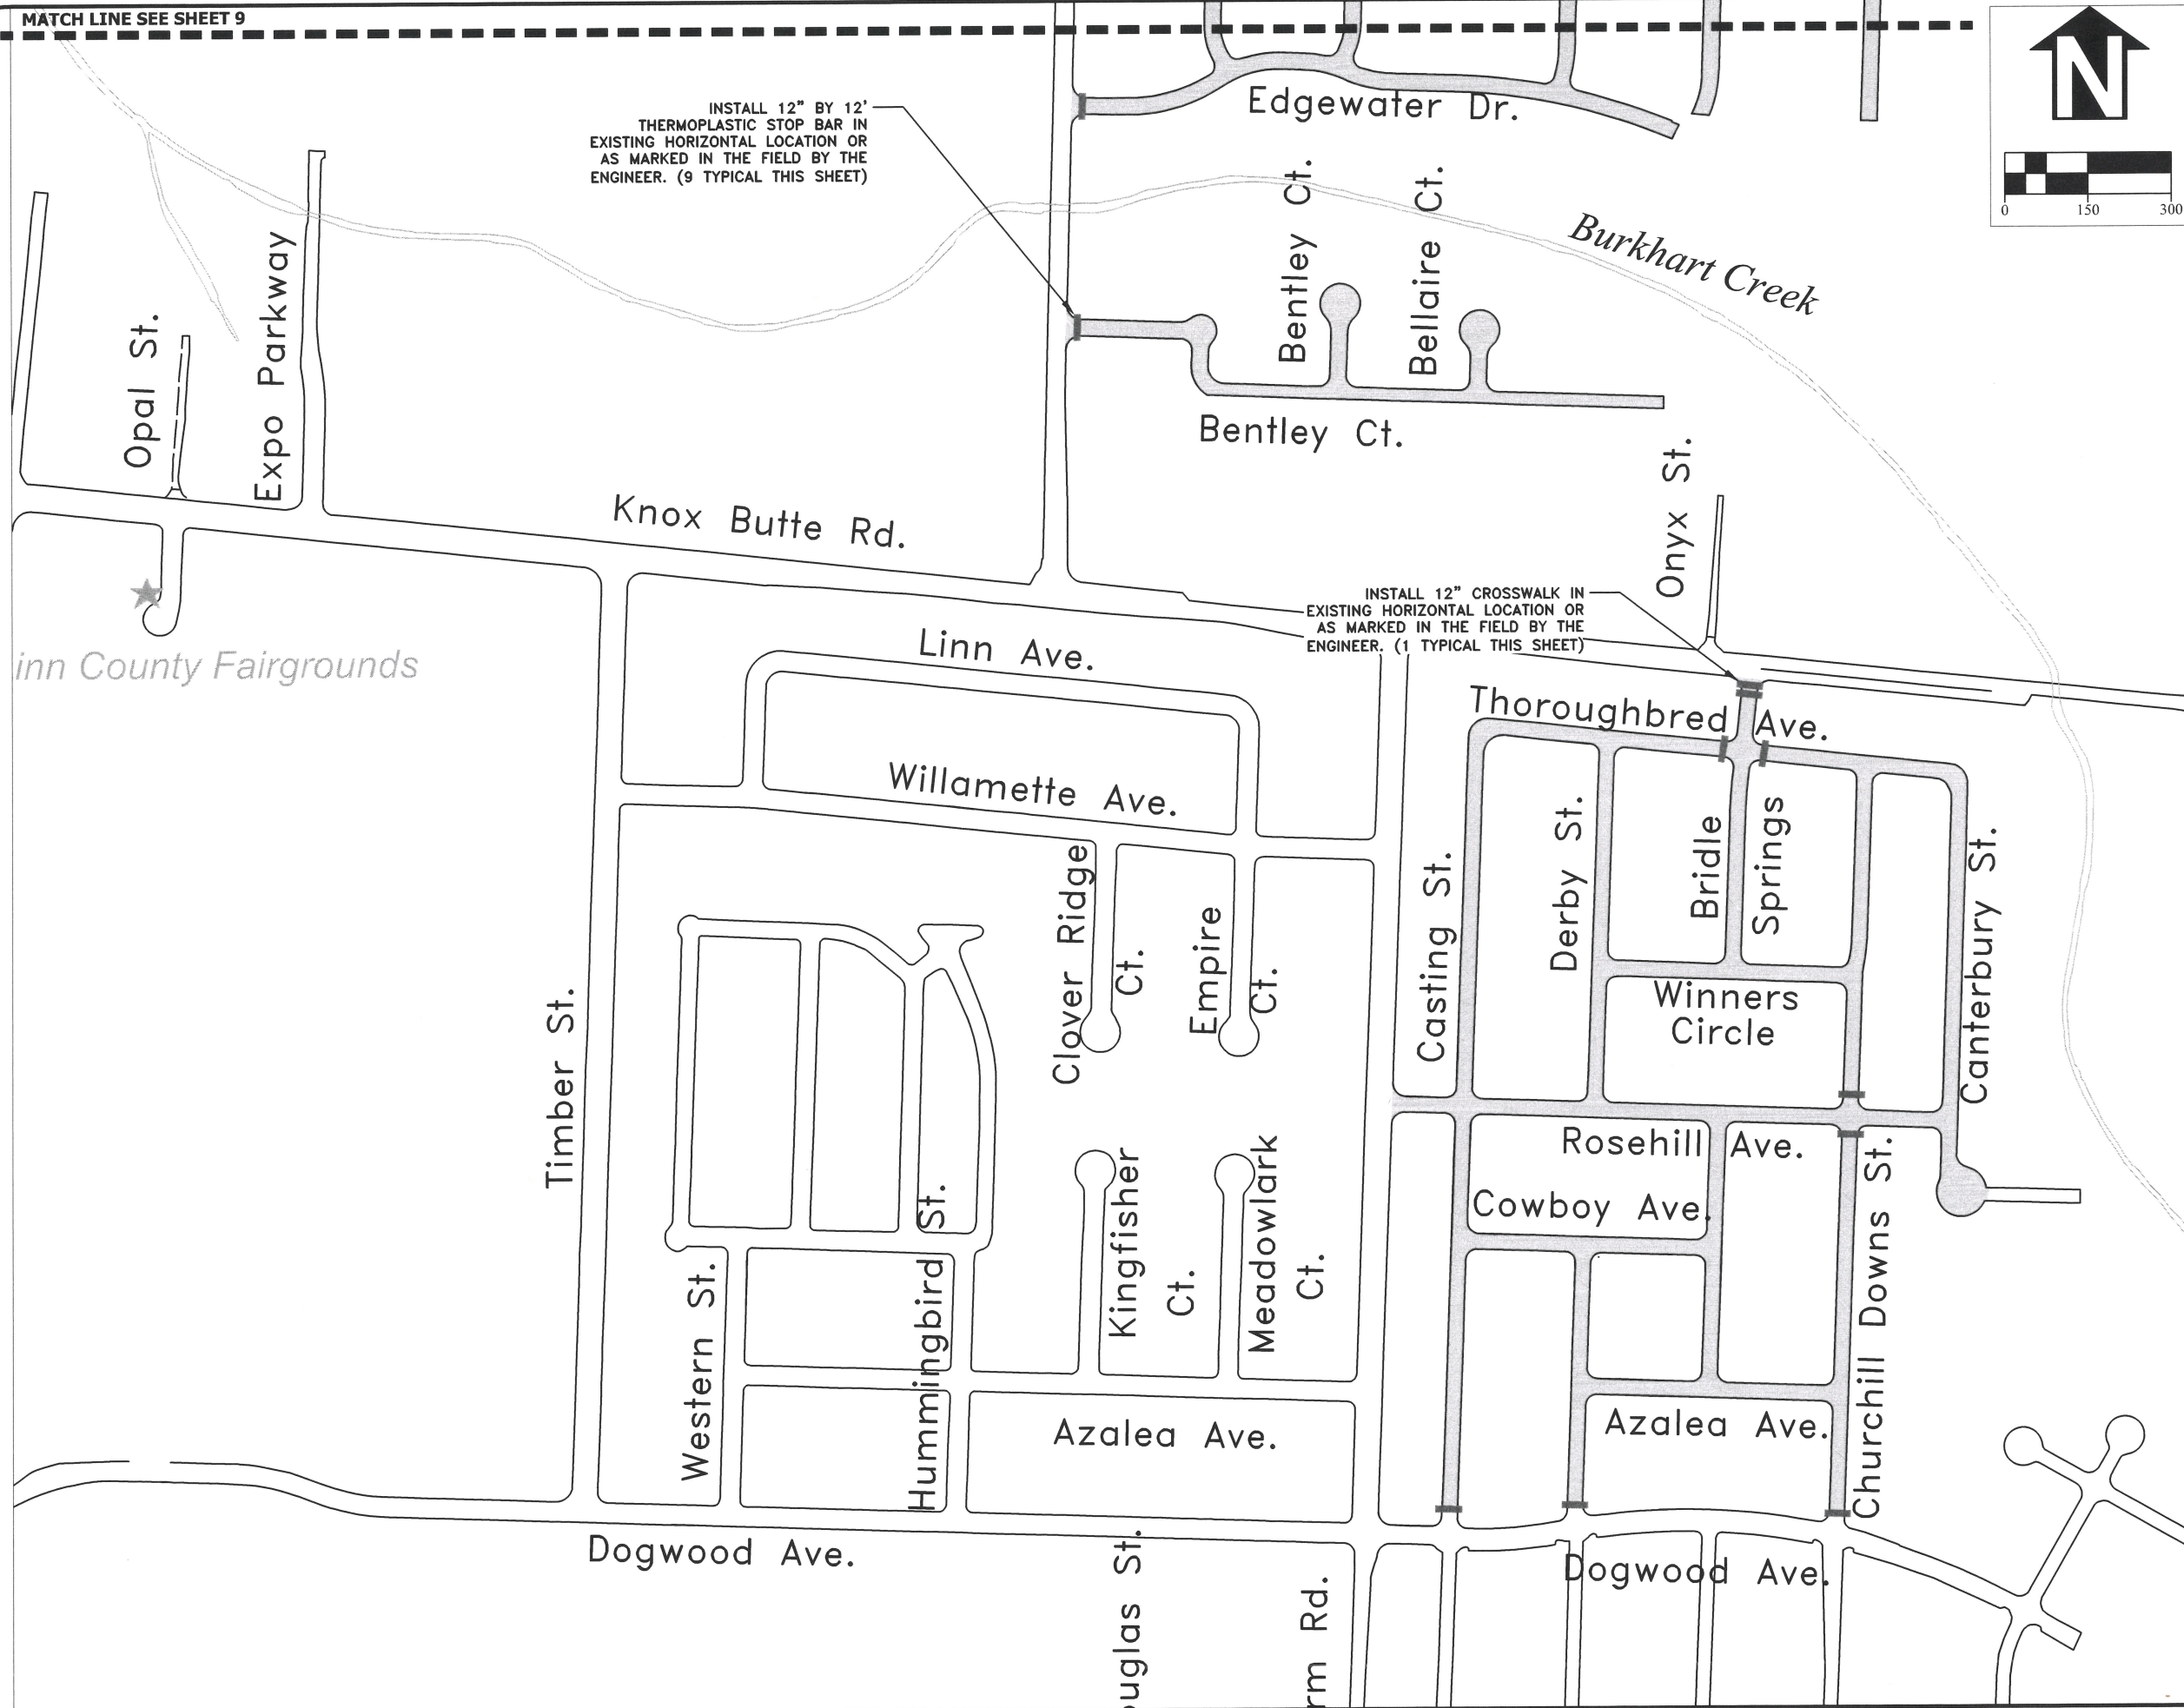 MATCH LINE SEE SHEET 9
N
0 150 300
INSTALL 12" BY 12'
THERMOPLASTIC STOP BAR IN
EXISTING HORIZONTAL LOCATION OR
AS MARKED IN THE FIELD BY THE
ENGINEER. (9 TYPICAL THIS SHEET)
Edgewater Dr.
Bentley Ct.
Bellaire Ct.
Burkhart Creek
Opal St.
Expo Parkway
Bentley Ct.
Knox Butte Rd.
Onyx St.
INSTALL 12" CROSSWALK IN
EXISTING HORIZONTAL LOCATION OR
AS MARKED IN THE FIELD BY THE
ENGINEER. (1 TYPICAL THIS SHEET)
inn County Fairgrounds
Linn Ave.
Thoroughbred Ave.
Willamette Ave.
Clover Ridge
Ct.
Empire
Ct.
Casting St.
Derby St.
Bridle
Springs
Canterbury St.
Winners
Circle
Timber St.
Rosehill Ave.
Cowboy Ave.
Kingfisher
Ct.
Meadowlark
Ct.
Western St.
Hummingbird St.
Churchill Downs St.
Azalea Ave.
Azalea Ave.
Dogwood Ave.
Dogwood Ave.
uglas St.
rm Rd.